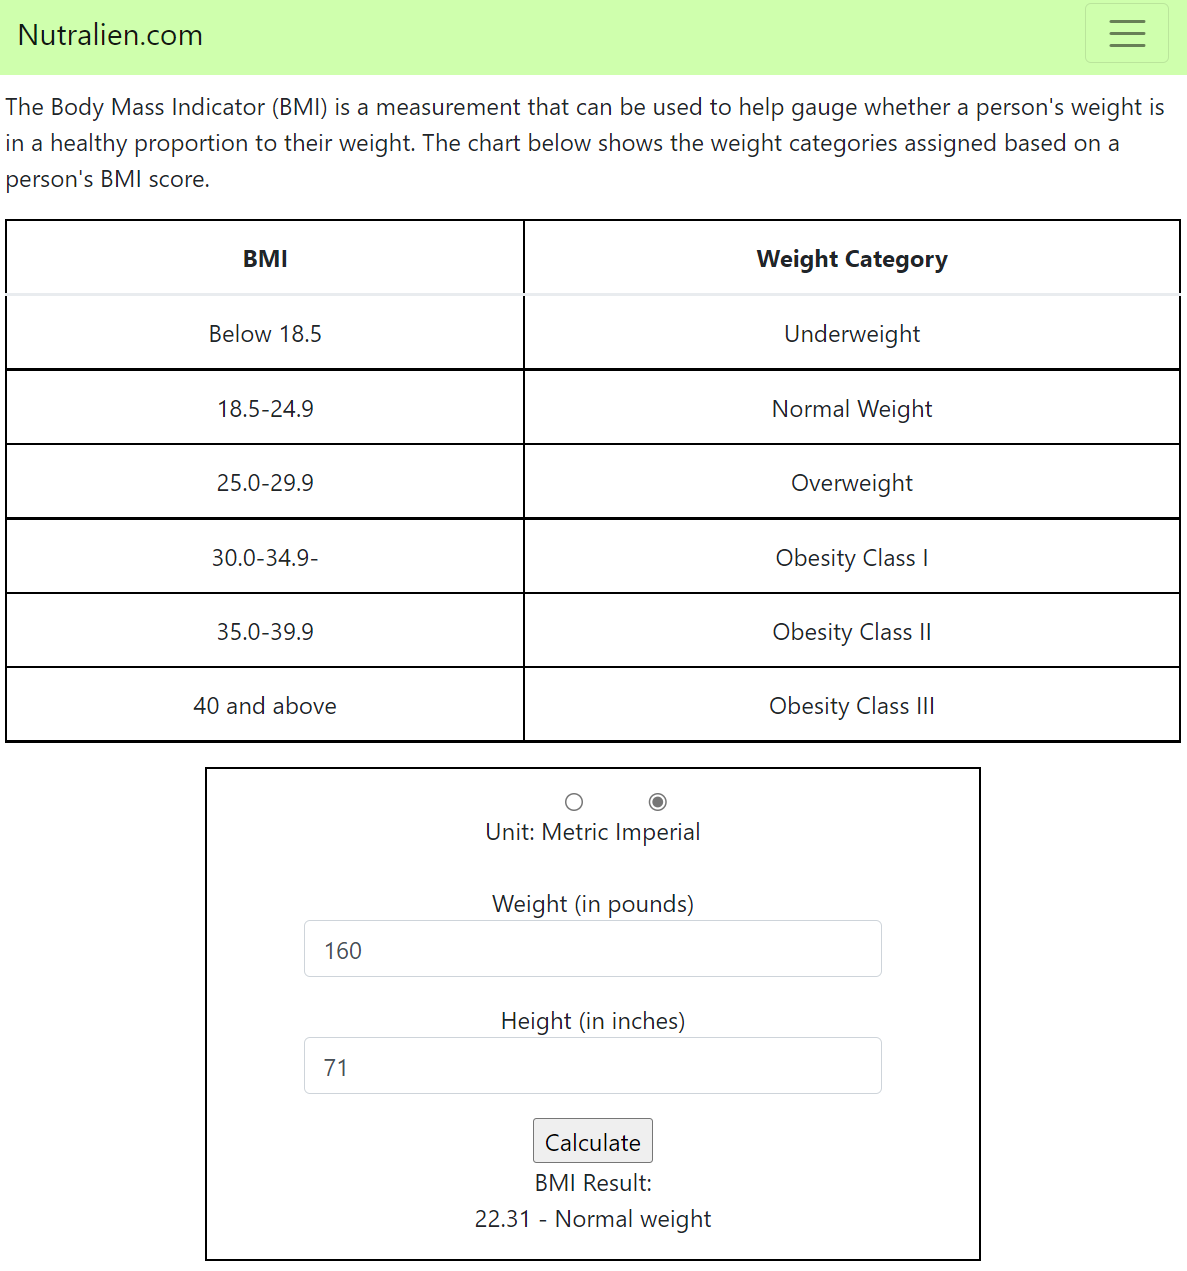 Nutralien.com
The Body Mass Indicator (BMI) is a measurement that can be used to help gauge whether a person's weight is
in a healthy proportion to their weight. The chart below shows the weight categories assigned based on a
person's BMI score.
BMI Weight Category
Below 18.5 Underweight
18.5-24.9 Normal Weight
25.0-29.9 Overweight
30.0-34.9- Obesity Class I
35.0-39.9 Obesity Class II
40 and above Obesity Class III
Unit: Metric Imperial
Weight (in pounds)
160
Height (in inches)
71
Calculate
BMI Result:
22.31 - Normal weight